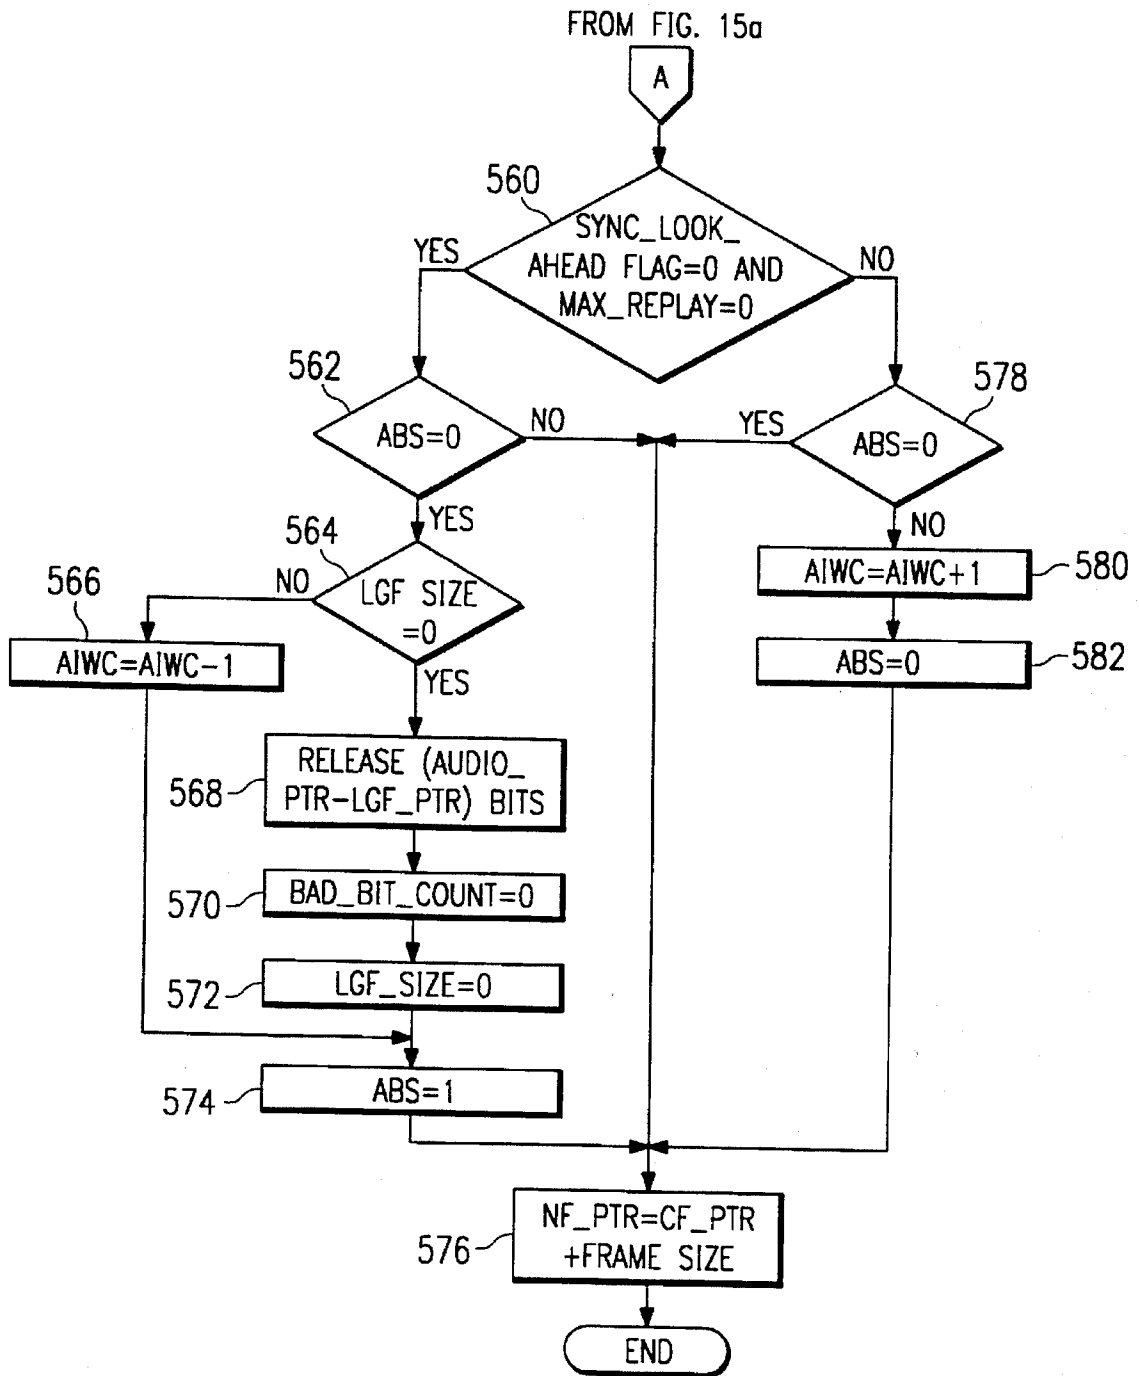 FROM FIG. 15a
A
560
SYNC_LOOK_
AHEAD FLAG=0 AND
MAX_REPLAY=0
YES
NO
562
ABS=0
NO
YES
578
ABS=0
YES
NO
564
LGF SIZE
=0
NO
YES
566
AIWC=AIWC-1
AIWC=AIWC+1
580
ABS=0
582
568
RELEASE (AUDIO_
PTR-LGF_PTR) BITS
570
BAD_BIT_COUNT=0
572
LGF_SIZE=0
574
ABS=1
576
NF_PTR=CF_PTR
+FRAME SIZE
END